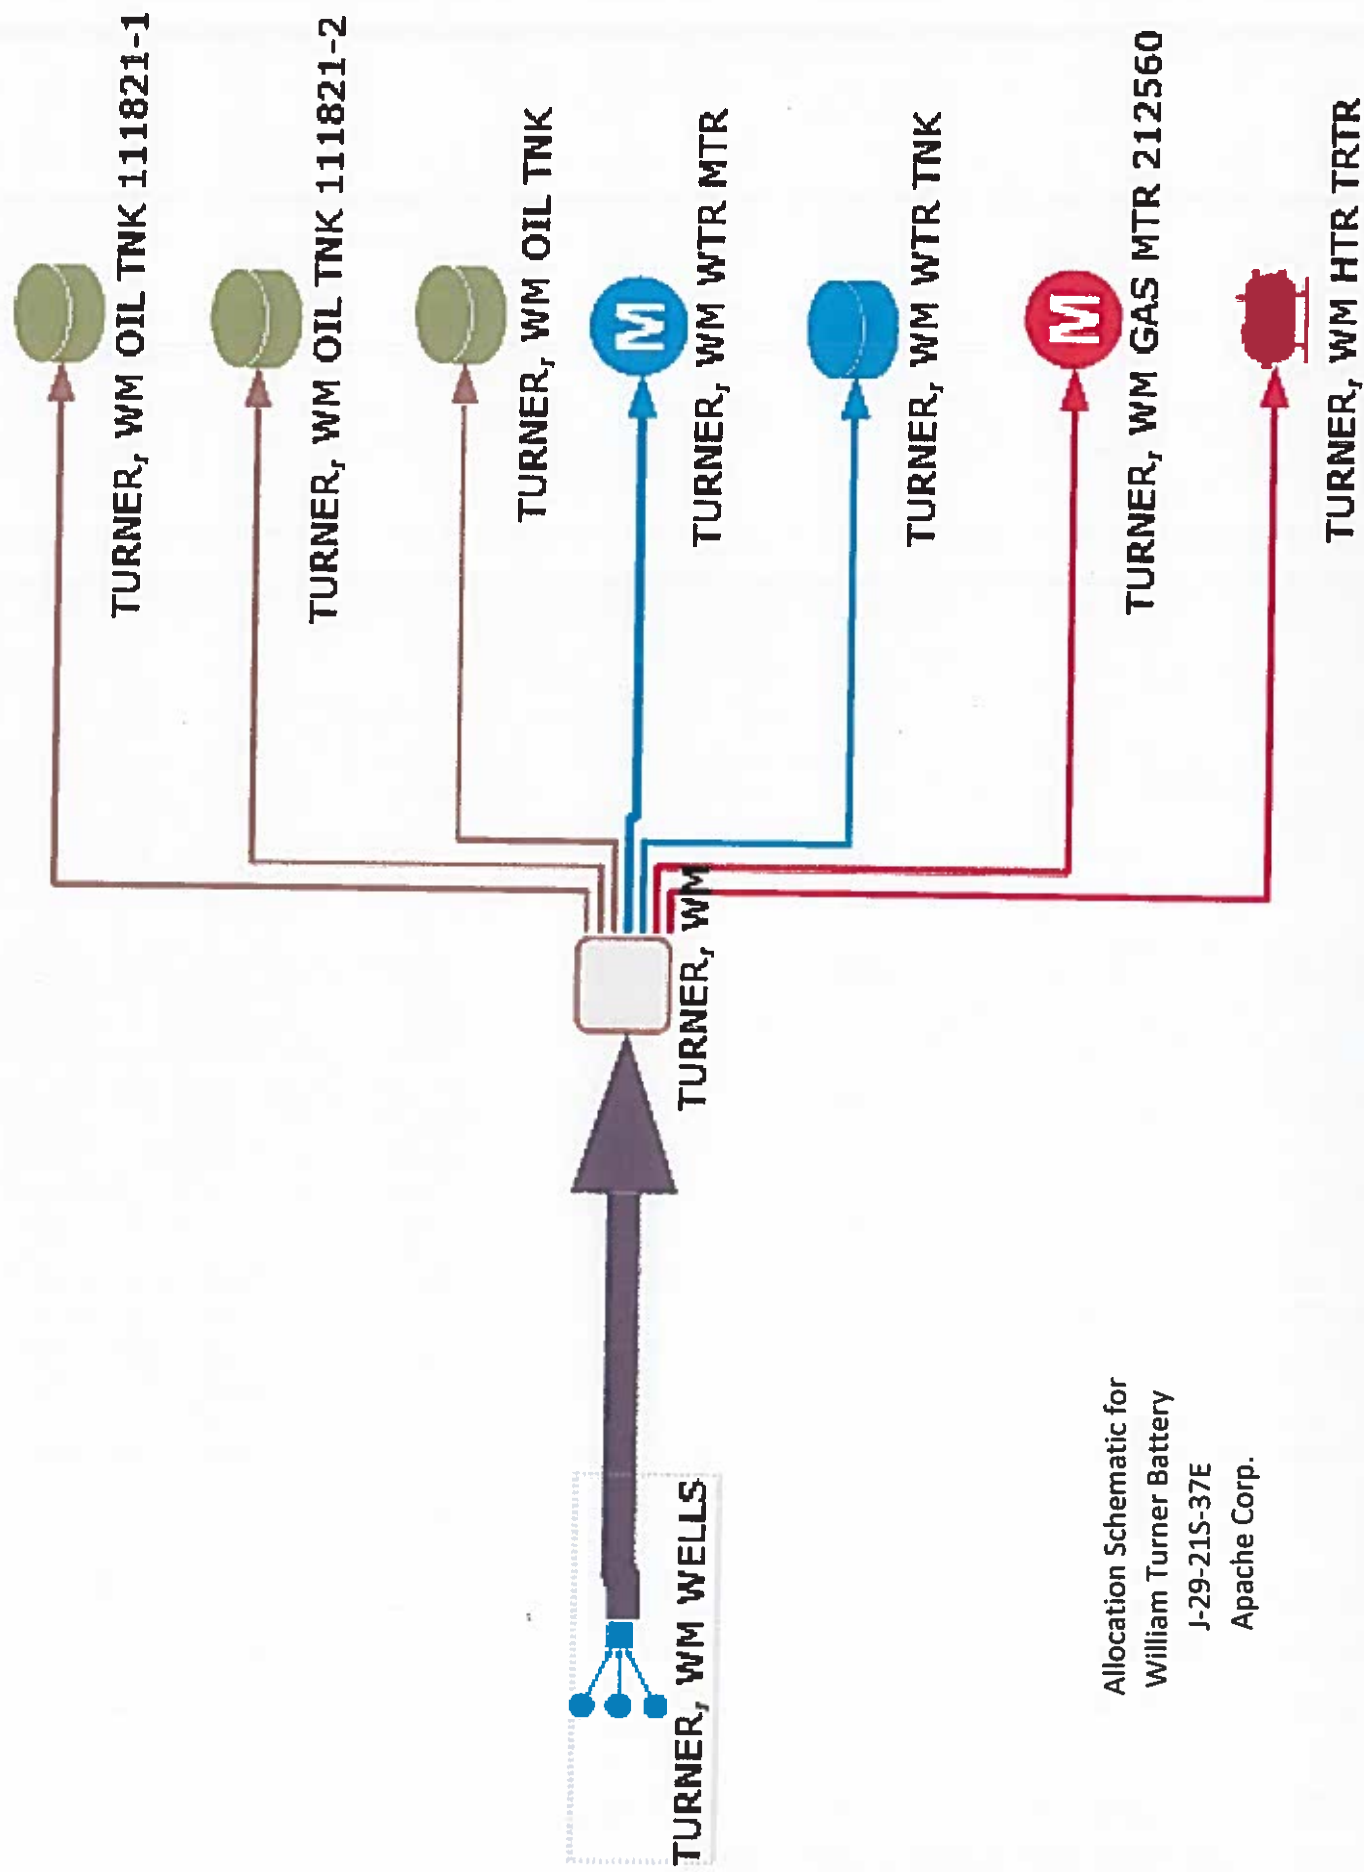 TURNER, WM OIL TNK 111821-1
TURNER, WM OIL TNK 111821-2
TURNER, WM OIL TNK
M
TURNER, WM WTR MTR
TURNER, WM WTR TNK
M
TURNER, WM GAS MTR 212560
TURNER, WM HTR TRTR
TURNER, WM
TURNER, WM WELLS
Allocation Schematic for
William Turner Battery
J-29-21S-37E
Apache Corp.